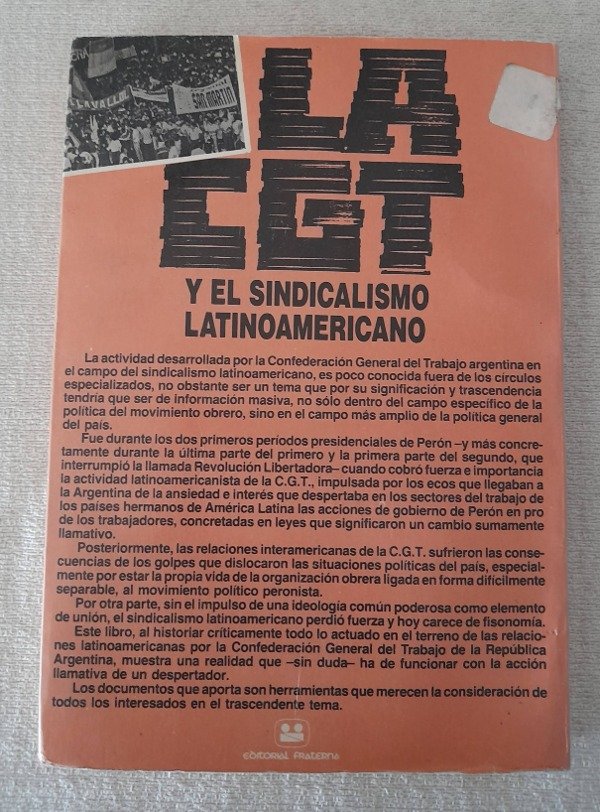 LLAVALLOL
SAN MARTIN
LA
CGT
Y EL SINDICALISMO
LATINOAMERICANO
La actividad desarrollada por la Confederación General del Trabajo argentina en
el campo del sindicalismo latinoamericano, es poco conocida fuera de los círculos
especializados, no obstante ser un tema que por su significación y trascendencia
tendría que ser de información masiva, no sólo dentro del campo específico de la
política del movimiento obrero, sino en el campo más amplio de la política general
del país.
Fue durante los dos primeros períodos presidenciales de Perón –y más concre-
tamente durante la última parte del primero y la primera parte del segundo, que
interrumpió la llamada Revolución Libertadora– cuando cobró fuerza e importancia
la actividad latinoamericanista de la C.G.T., impulsada por los ecos que llegaban a
la Argentina de la ansiedad e interés que despertaba en los sectores del trabajo de
los países hermanos de América Latina las acciones de gobierno de Perón en pro
de los trabajadores, concretadas en leyes que significaron un cambio sumamente
llamativo.
Posteriormente, las relaciones interamericanas de la C.G.T. sufrieron las conse-
cuencias de los golpes que dislocaron las situaciones políticas del país, especial-
mente por estar la propia vida de la organización obrera ligada en forma difícilmente
separable, al movimiento político peronista.
Por otra parte, sin el impulso de una ideología común poderosa como elemento
de unión, el sindicalismo latinoamericano perdió fuerza y hoy carece de fisonomía.
Este libro, al historiar críticamente todo lo actuado en el terreno de las relacio-
nes latinoamericanas por la Confederación General del Trabajo de la República
Argentina, muestra una realidad que –sin duda– ha de funcionar con la acción
llamativa de un despertador.
Los documentos que aporta son herramientas que merecen la consideración de
todos los interesados en el trascendente tema.
EDITORIAL FRATERNA